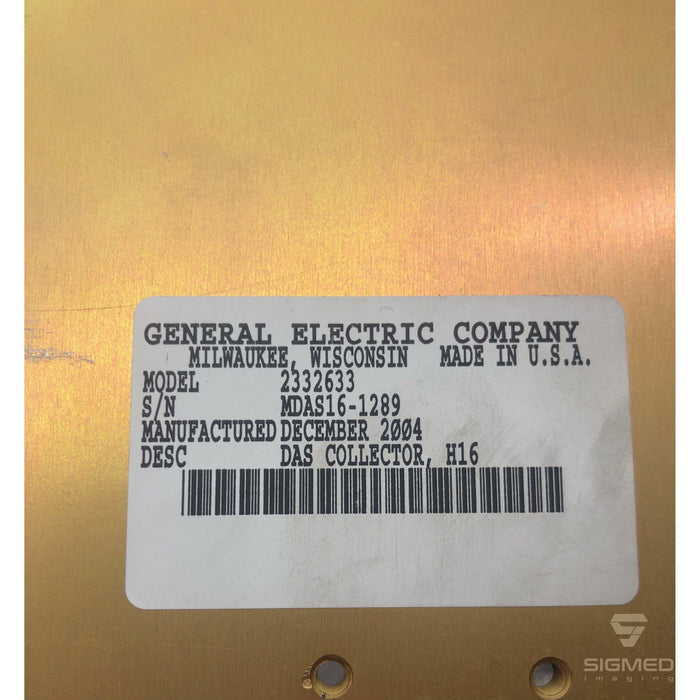 GENERAL ELECTRIC COMPANY
MILWAUKEE, WISCONSIN MADE IN U.S.A.
MODEL 2332633
S/N MDAS16-1289
MANUFACTURED DECEMBER 2004
DESC DAS COLLECTOR, H16
SIGMED
imaging